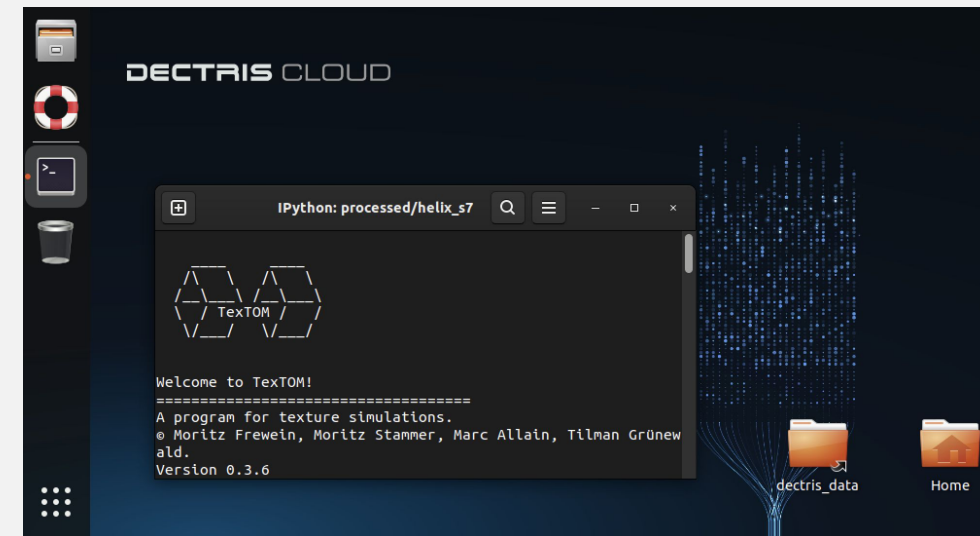 DECTRIS CLOUD
IPython: processed/helix_s7
TexTOM
Welcome to TexTOM!
=====================================
A program for texture simulations.
© Moritz Frewein, Moritz Stammer, Marc Allain, Tilman Grünew
ald.
Version 0.3.6
dectris_data
Home